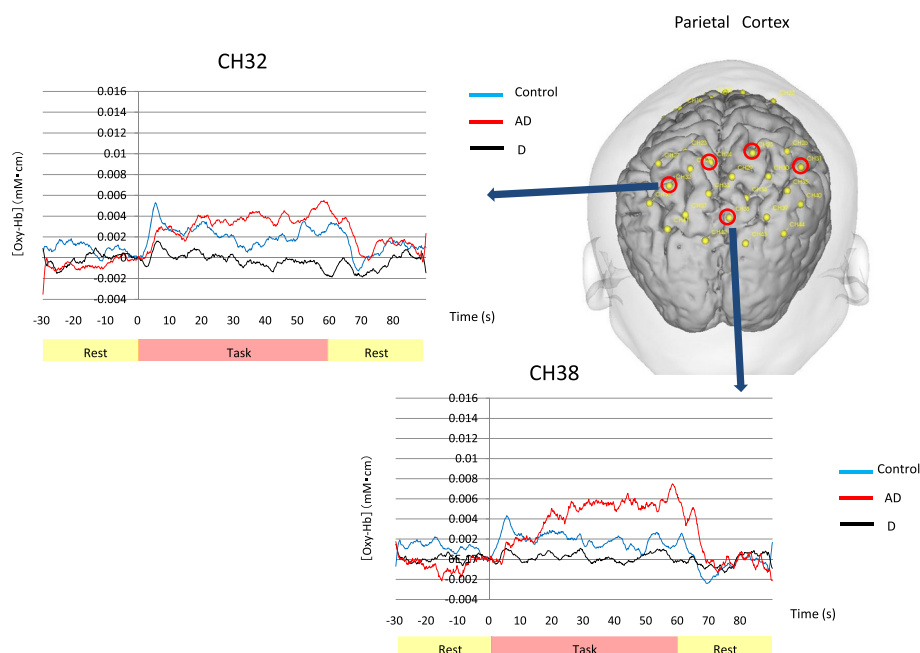 Parietal Cortex
CH32
Control
AD
D
[Oxy-Hb] (mM・cm)
0.016
0.014
0.012
0.01
0.008
0.006
0.004
0.002
0
-0.002
-0.004
-30 -20 -10 0 10 20 30 40 50 60 70 80
Time (s)
Rest Task Rest
CH38
Control
AD
D
[Oxy-Hb] (mM・cm)
0.016
0.014
0.012
0.01
0.008
0.006
0.004
0.002
-0.002
-0.004
-30 -20 -10 0 10 20 30 40 50 60 70 80
Time (s)
Rest Task Rest